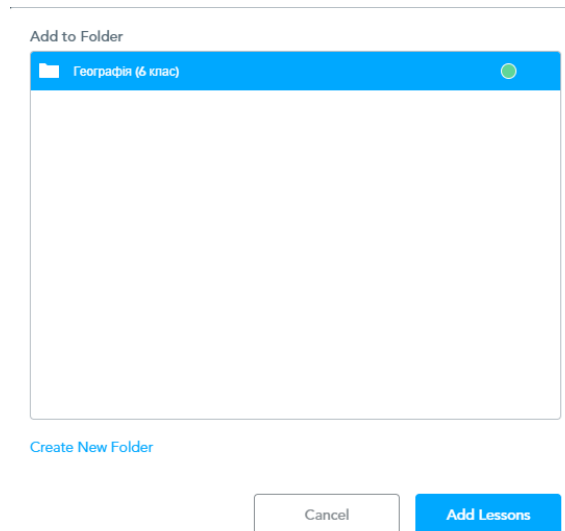 Add to Folder
Географія (6 клас)
Create New Folder
Cancel
Add Lessons